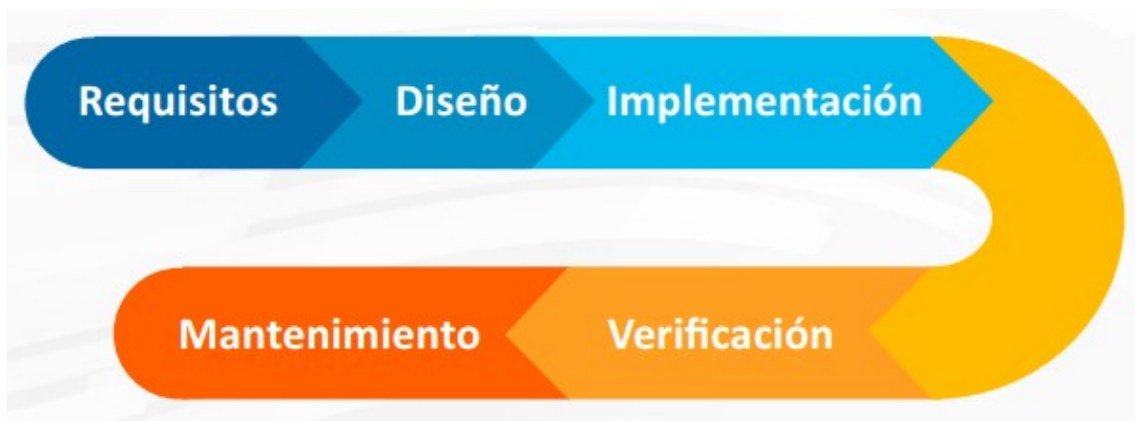 Requisitos
Diseño
Implementación
Verificación
Mantenimiento